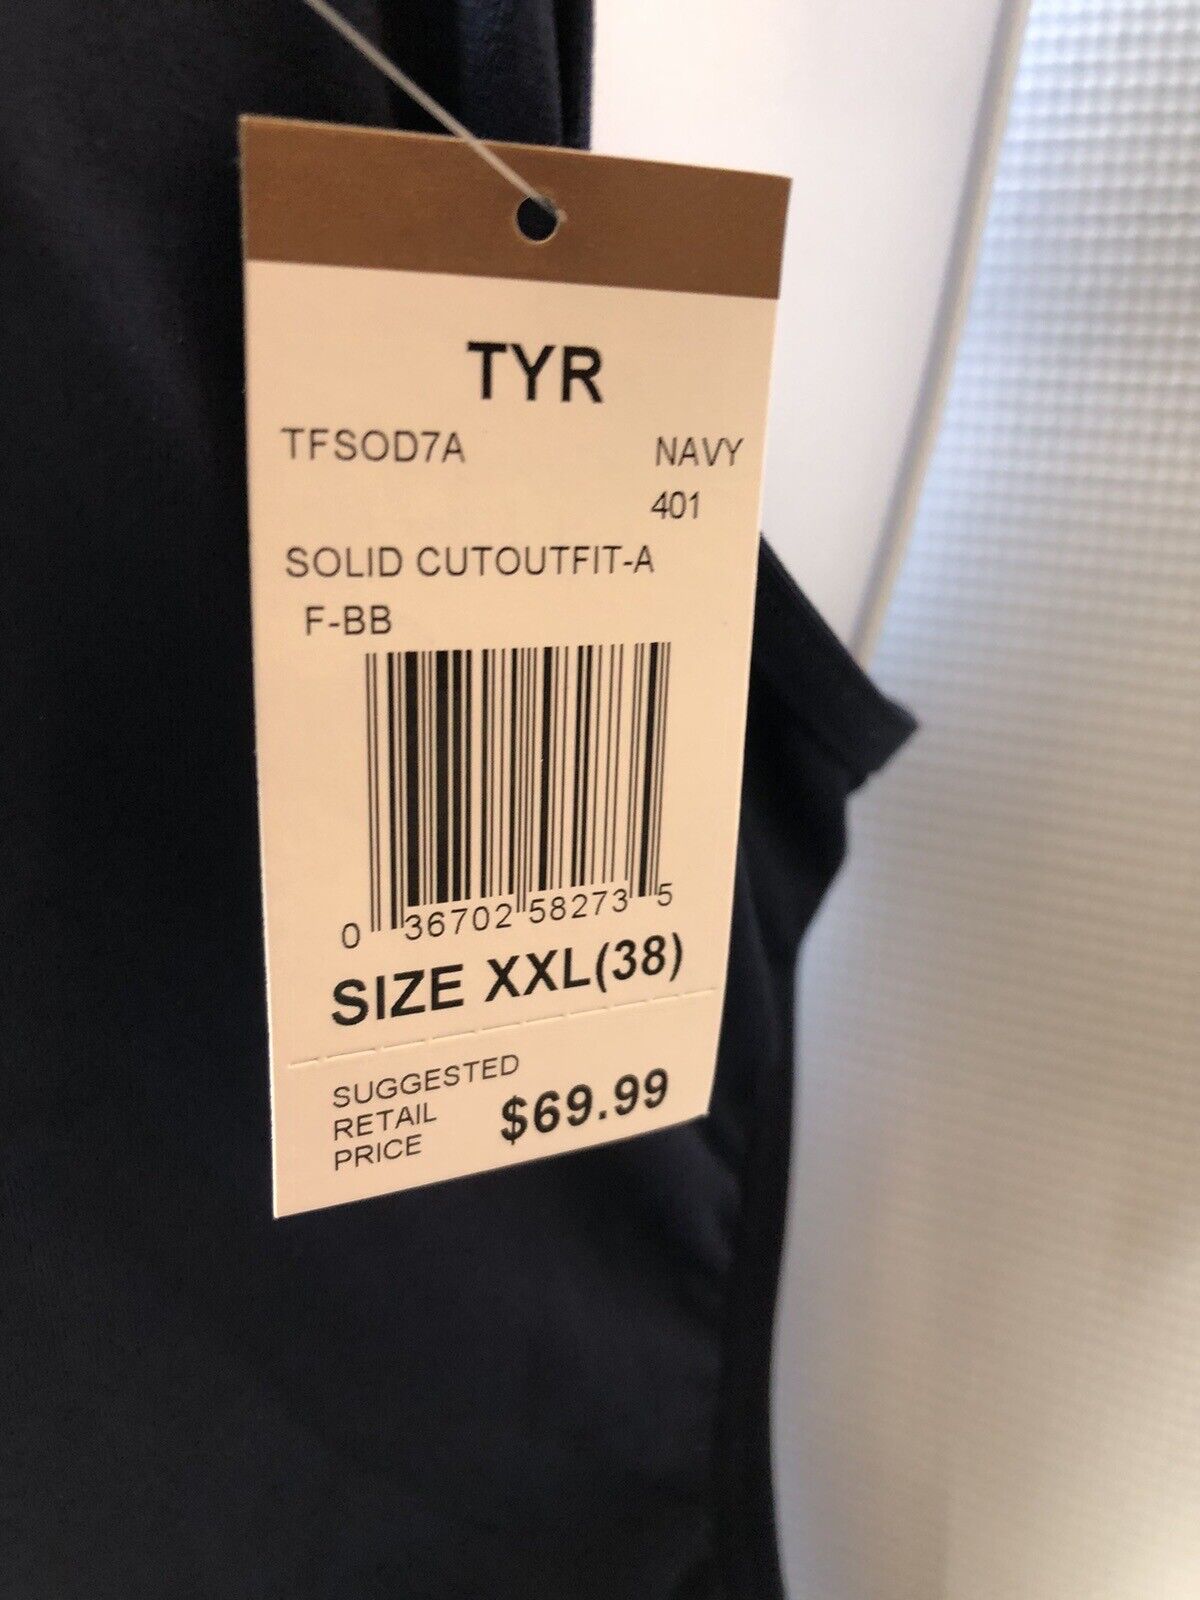 TYR
TFSOD7A NAVY
401
SOLID CUTOUTFIT-A
F-BB
0 36702 58273 5
SIZE XXL(38)
SUGGESTED
RETAIL $69.99
PRICE